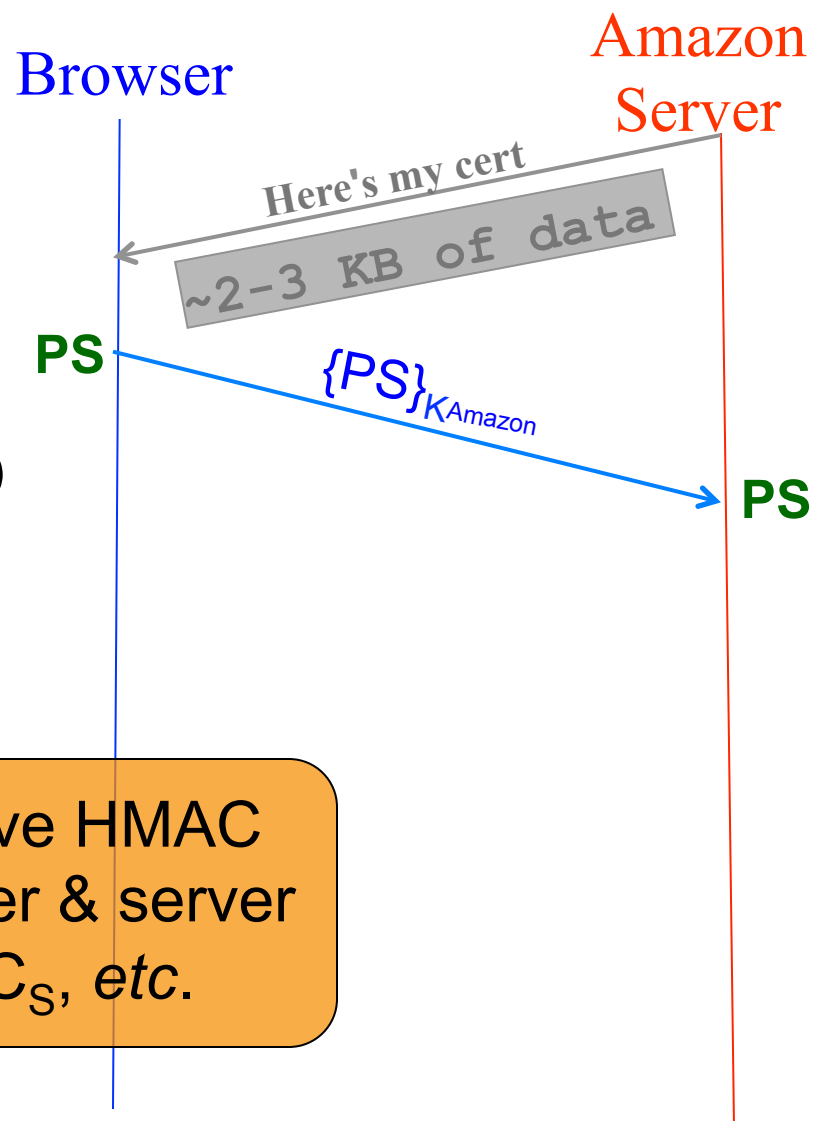 Browser
Amazon
Server
Here's my cert
~2-3 KB of data
PS
{PS}KAmazon
)
PS
ve HMAC
er & server
C_S, etc.